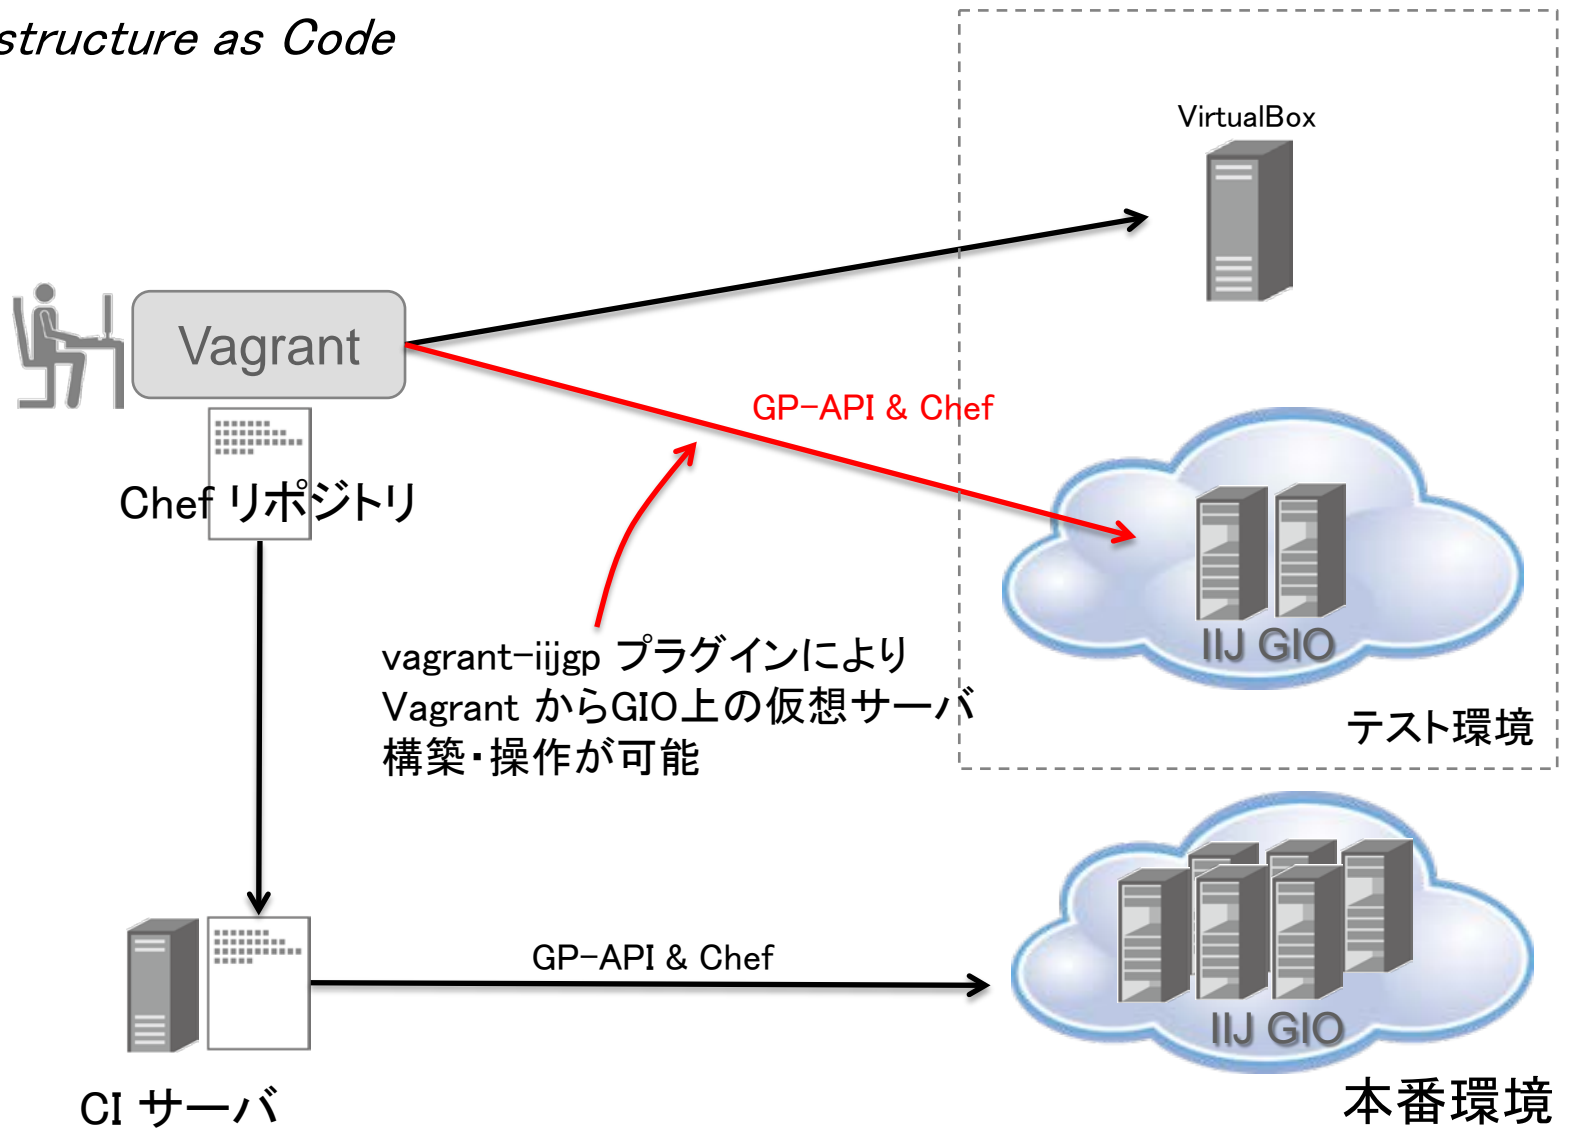 structure as Code
VirtualBox
Vagrant
GP-API & Chef
Chef リポジトリ
IIJ GIO
vagrant-iijgp プラグインにより
Vagrant からGIO上の仮想サーバ
構築・操作が可能
テスト環境
GP-API & Chef
IIJ GIO
CI サーバ
本番環境